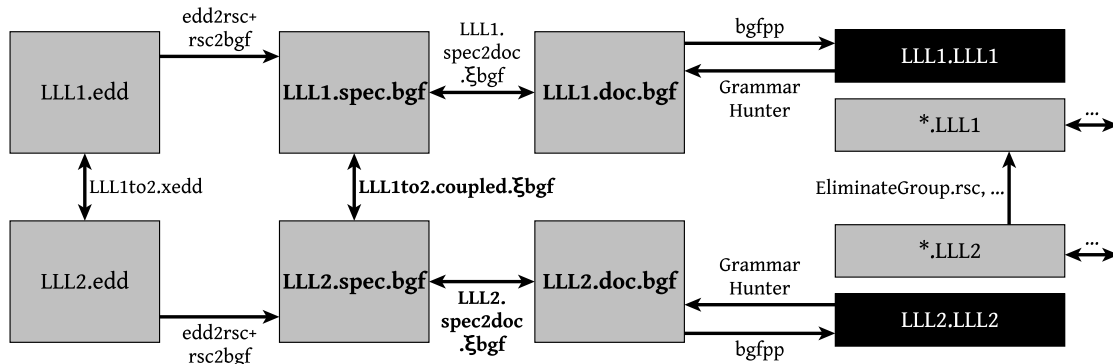 edd2rsc+
rsc2bgf
LLL1.
spec2doc
.ξbgf
bgfpp
LLL1.edd
LLL1.spec.bgf
LLL1.doc.bgf
LLL1.LLL1
Grammar
Hunter
*.LLL1
...
LLL1to2.xedd
LLL1to2.coupled.ξbgf
EliminateGroup.rsc, ...
*.LLL2
...
LLL2.edd
LLL2.spec.bgf
LLL2.doc.bgf
Grammar
Hunter
LLL2.LLL2
edd2rsc+
rsc2bgf
LLL2.
spec2doc
.ξbgf
bgfpp